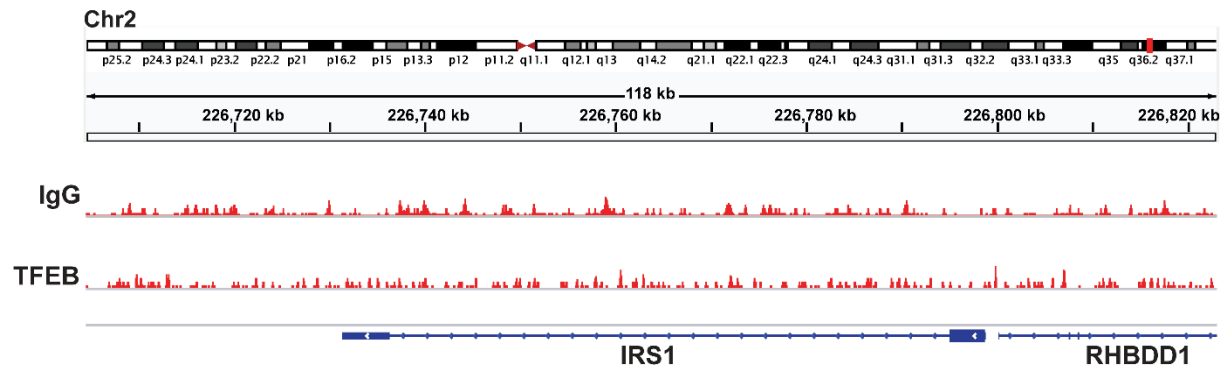 Chr2
p25.2 p24.3 p24.1 p23.2 p22.2 p21 p16.2 p15 p13.3 p12 p11.2 q11.1 q12.1 q13 q14.2 q21.1 q22.1 q22.3 q24.1 q24.3 q31.1 q31.3 q32.2 q33.1 q33.3 q35 q36.2 q37.1
118 kb
226,720 kb 226,740 kb 226,760 kb 226,780 kb 226,800 kb 226,820 kb
IgG
TFEB
IRS1 RHBDD1